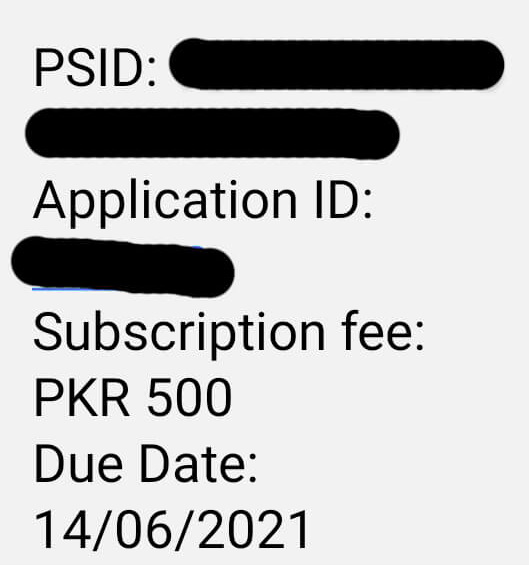 PSID:
Application ID:
Subscription fee:
PKR 500
Due Date:
14/06/2021